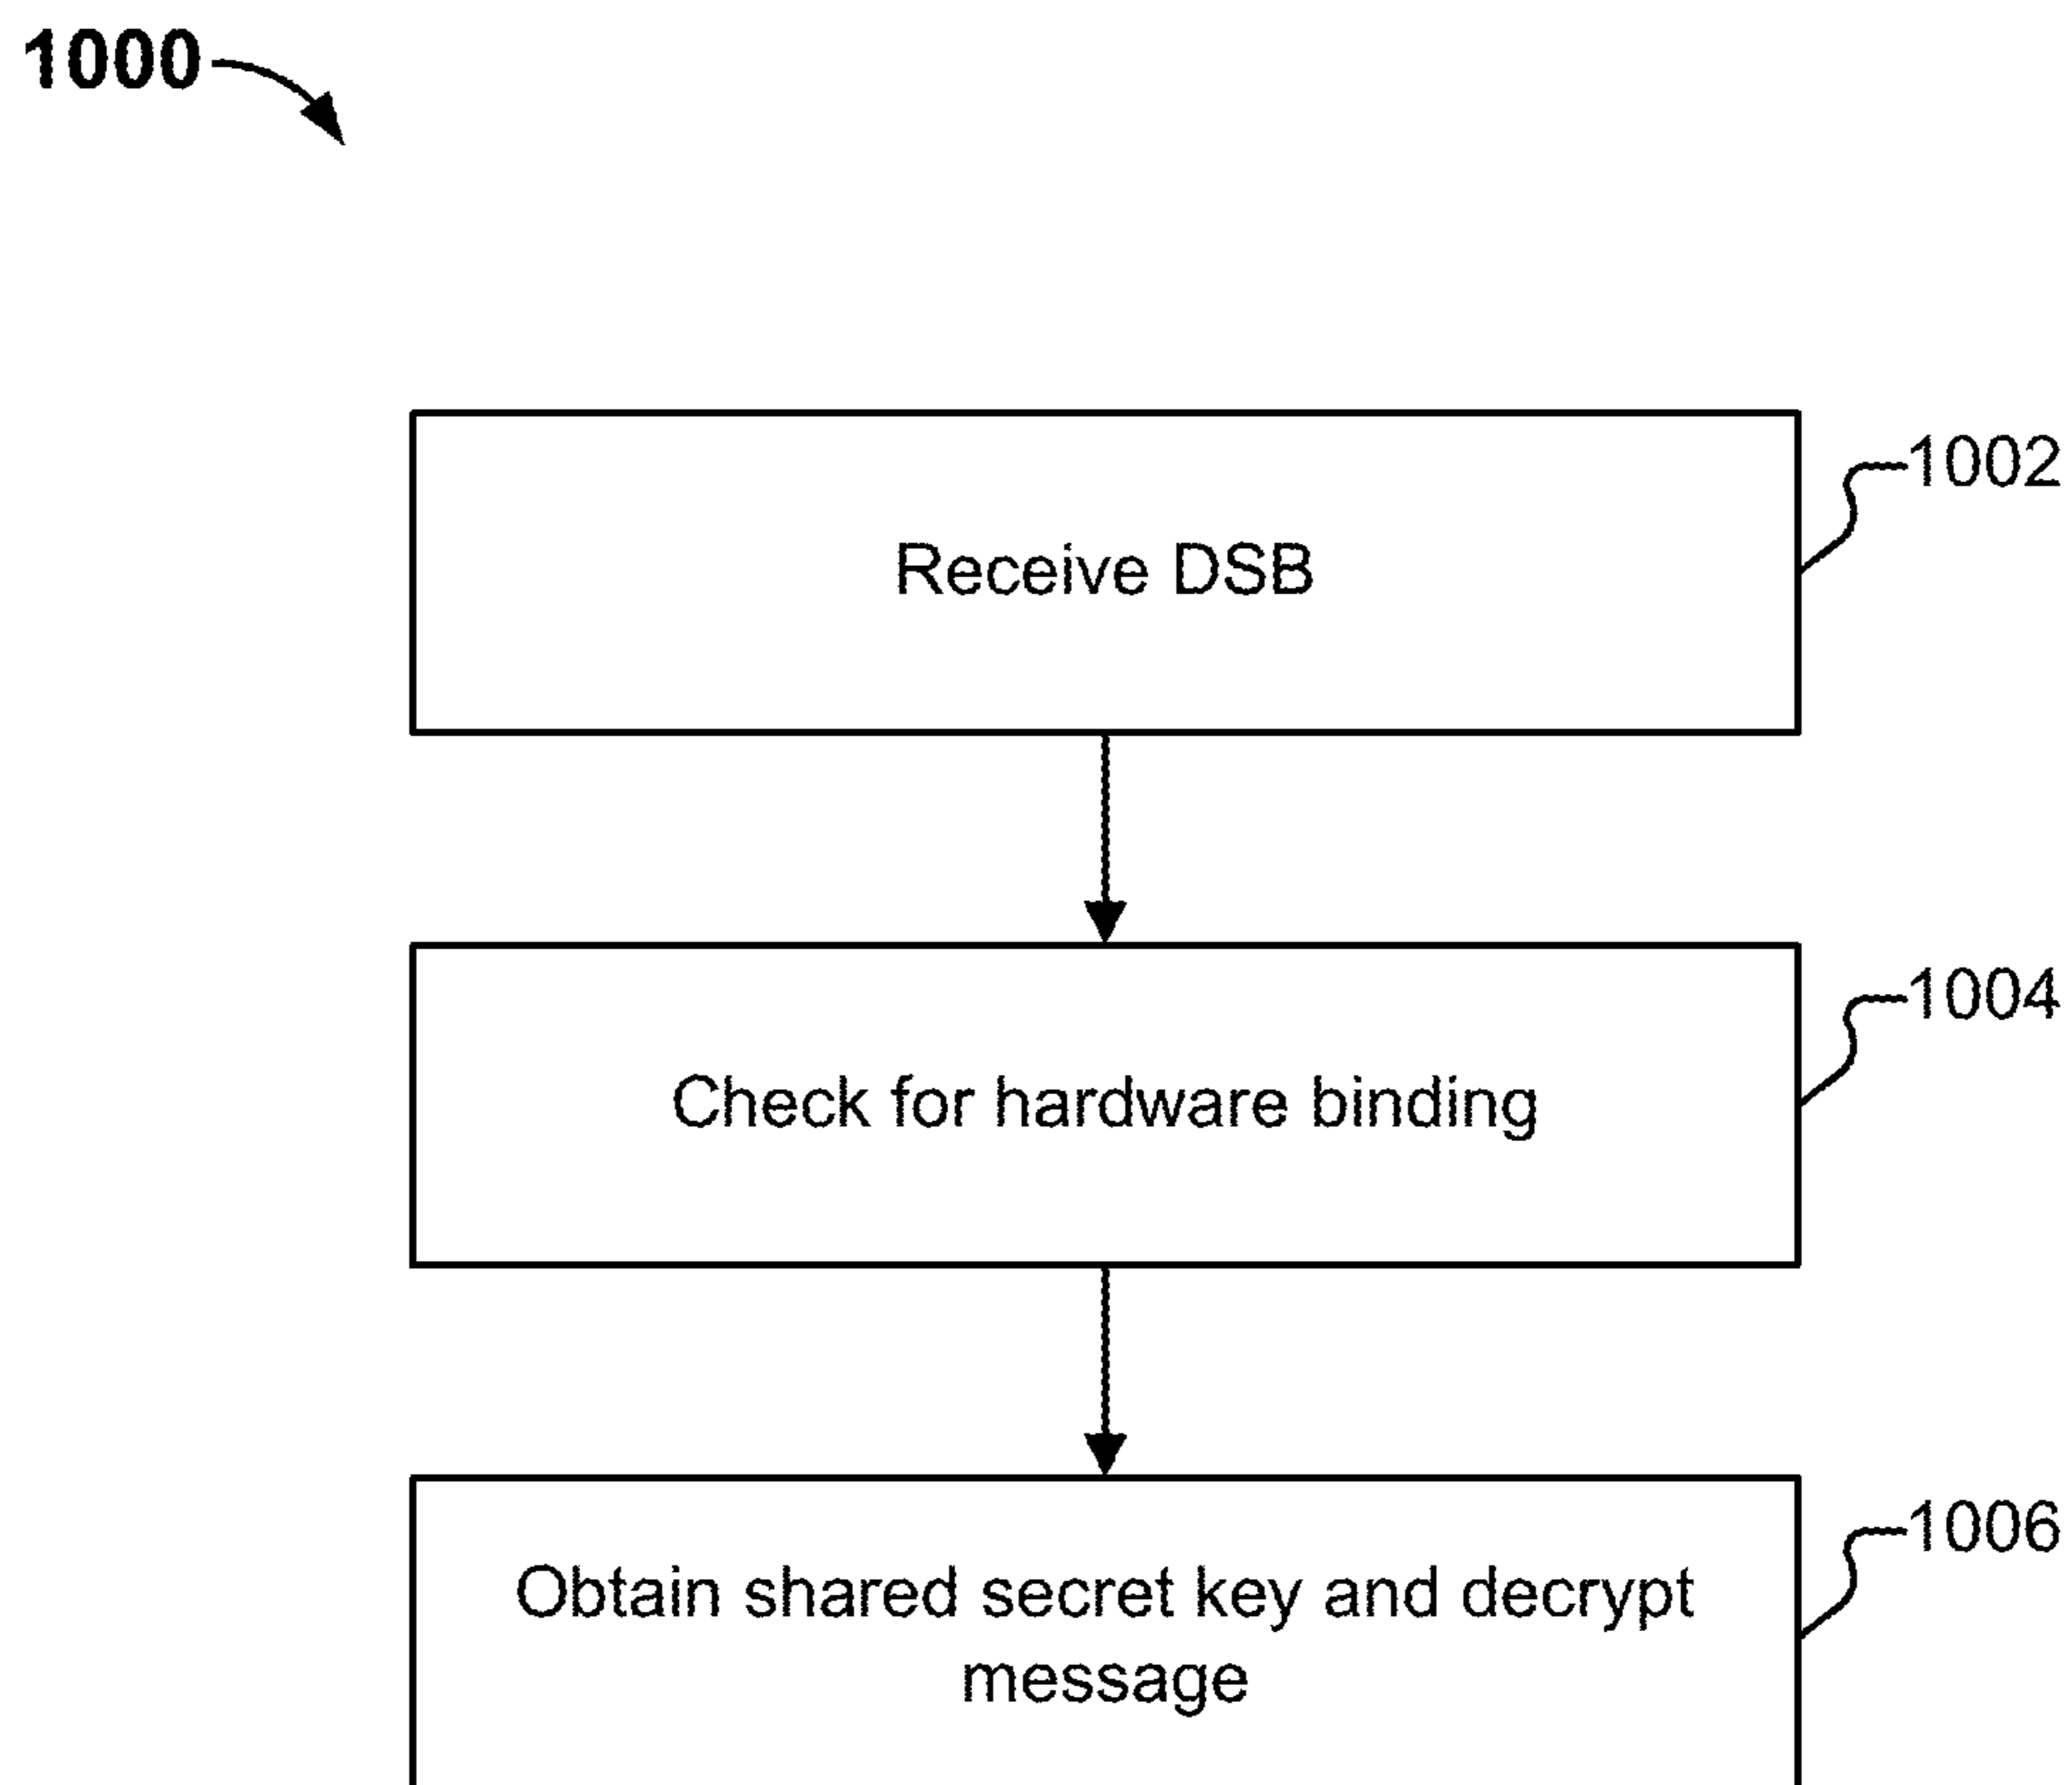 1000
Receive DSB
1002
Check for hardware binding
1004
Obtain shared secret key and decrypt
message
1006